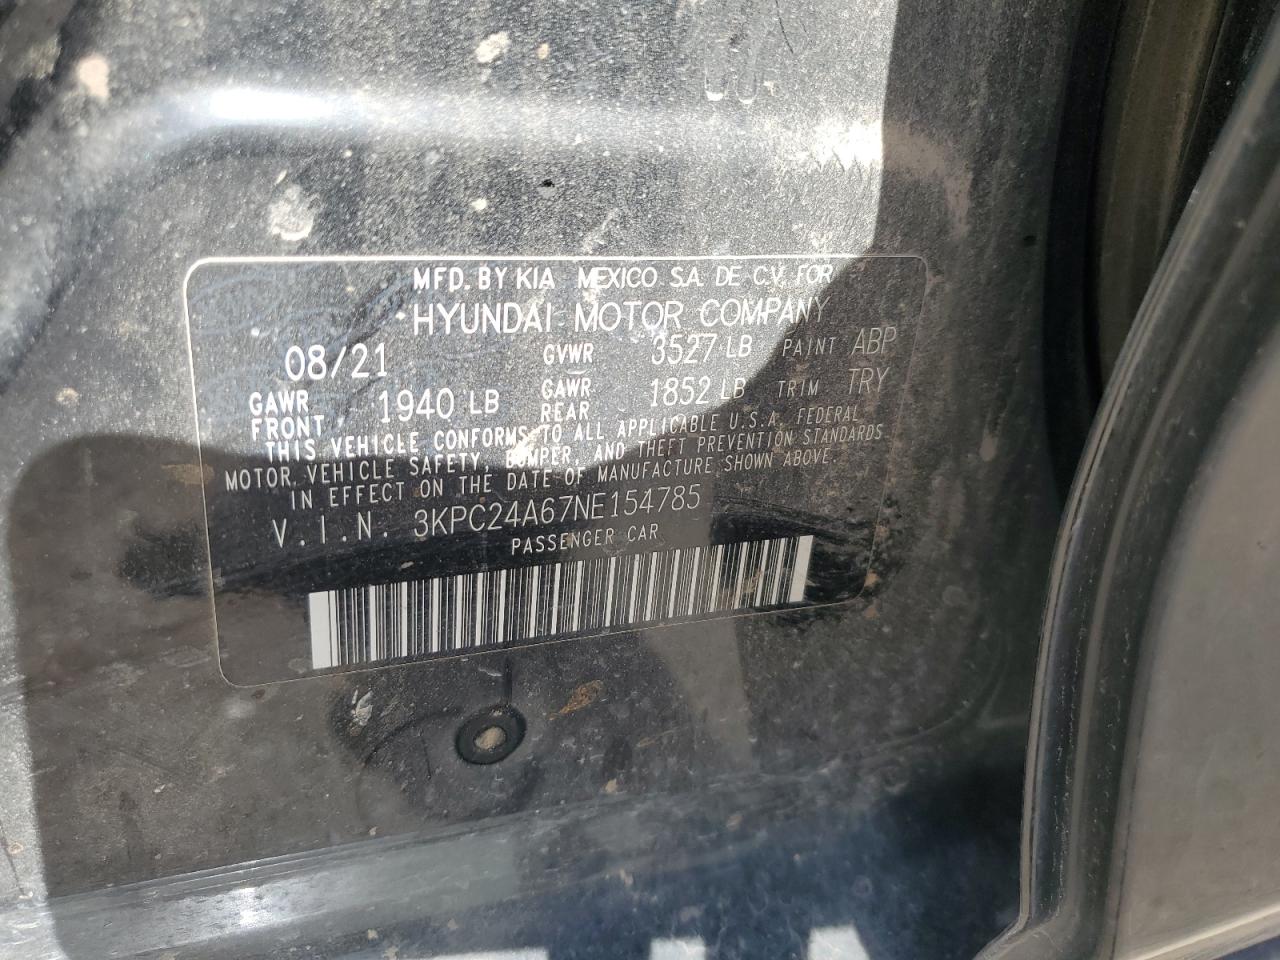 MFD. BY KIA MEXICO S.A. DE C.V. FOR
HYUNDAI MOTOR COMPANY
08/21 GVWR 3527 LB PAINT ABP
GAWR FRONT 1940 LB GAWR REAR 1852 LB TRIM TRY
THIS VEHICLE CONFORMS TO ALL APPLICABLE U.S.A. FEDERAL
MOTOR VEHICLE SAFETY, BUMPER, AND THEFT PREVENTION STANDARDS
IN EFFECT ON THE DATE OF MANUFACTURE SHOWN ABOVE.
V.I.N. 3KPC24A67NE154785
PASSENGER CAR